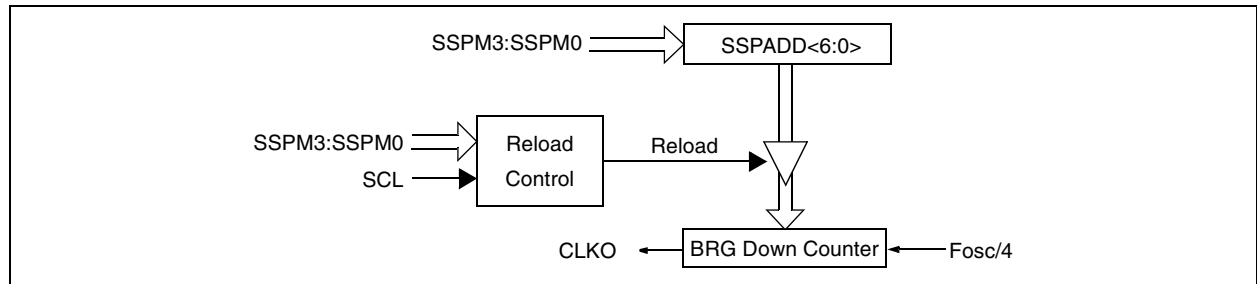 SSPM3:SSPM0
SSPADD<6:0>
SSPM3:SSPM0
SCL
Reload
Control
Reload
CLKO
BRG Down Counter
Fosc/4